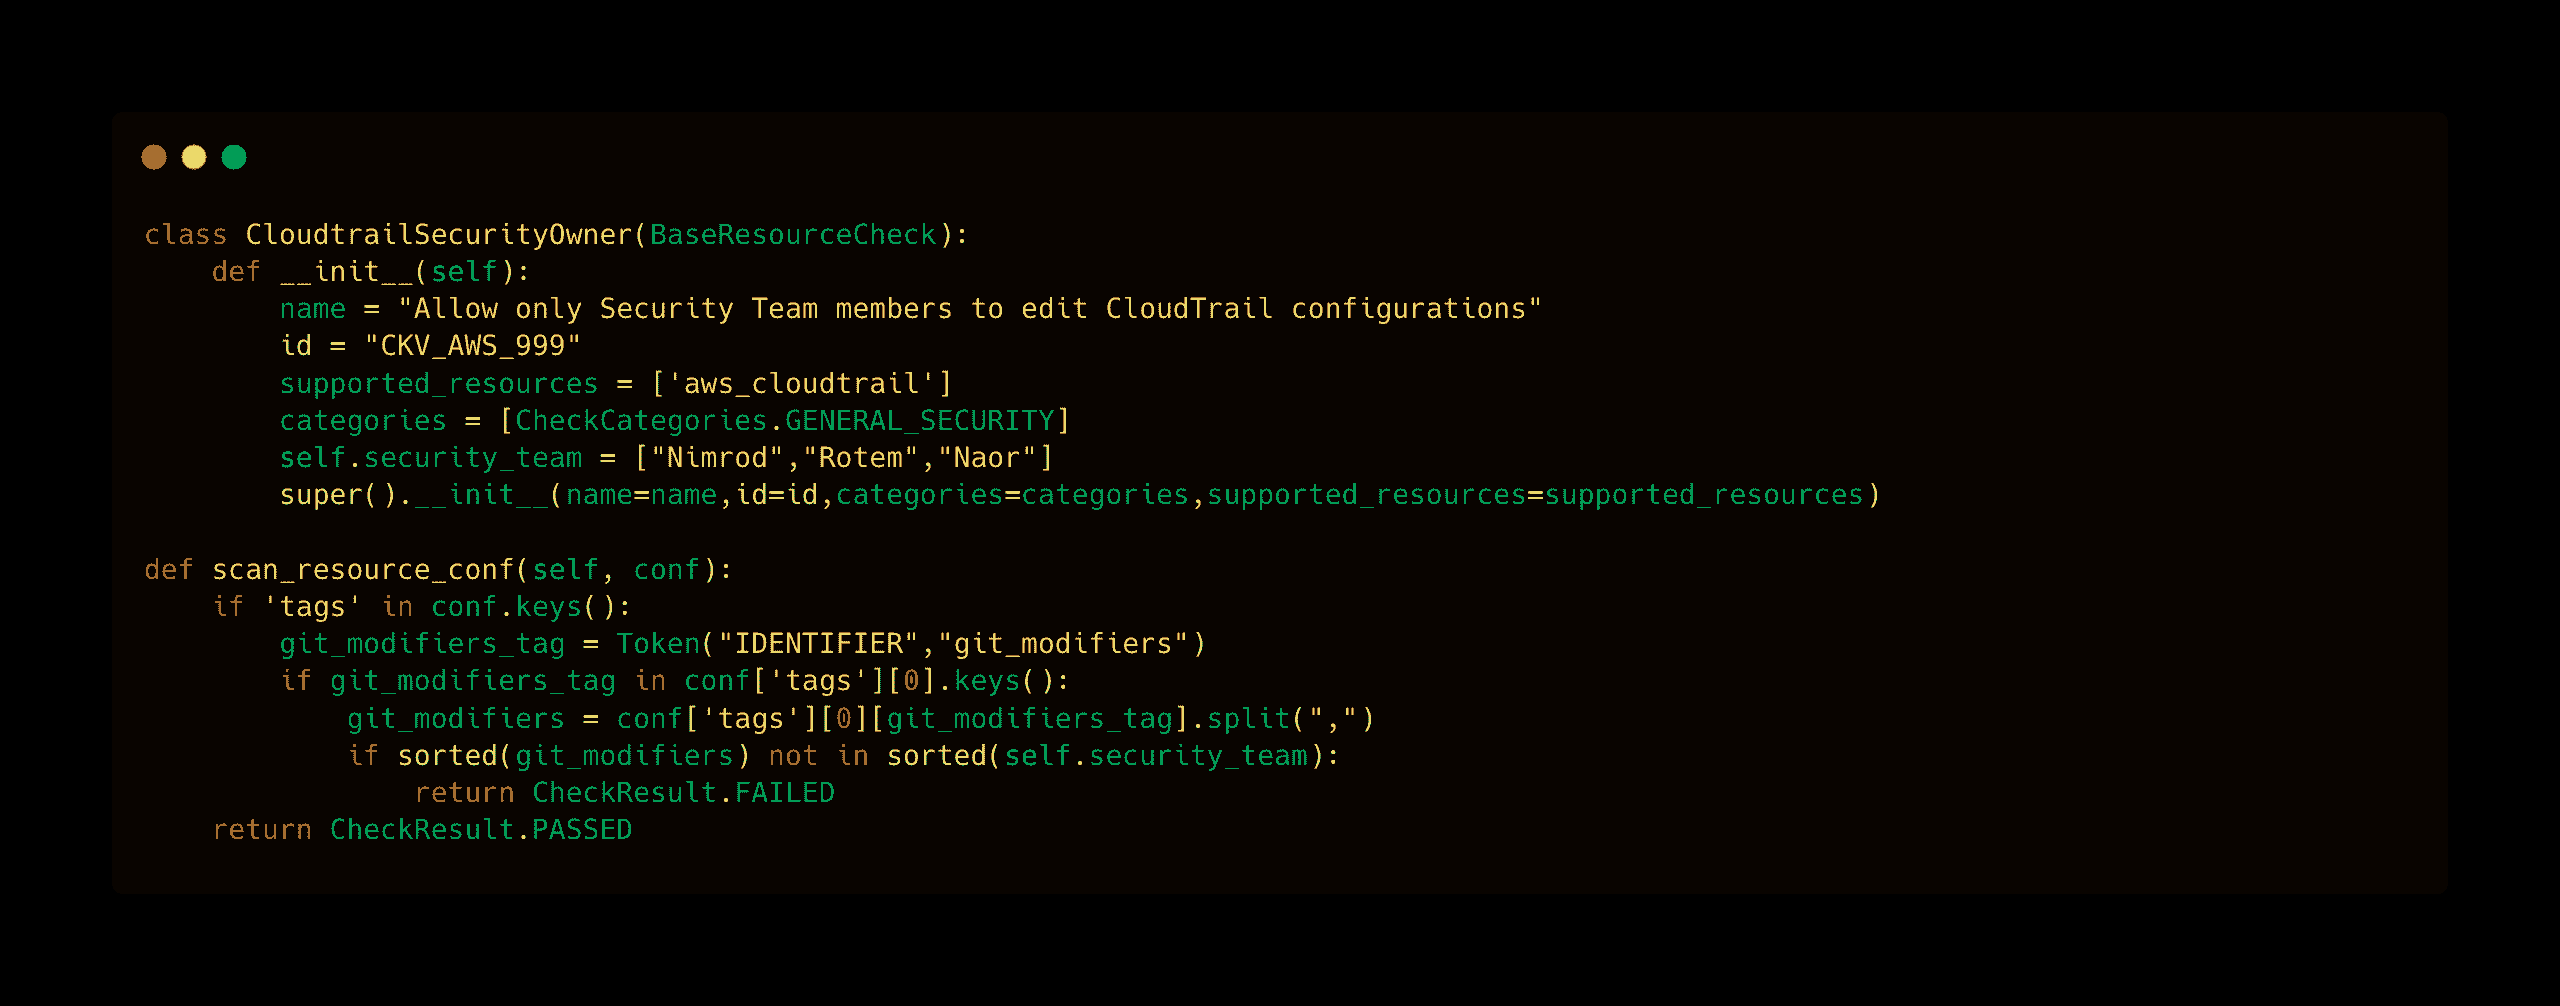 class CloudtrailSecurityOwner(BaseResourceCheck):
    def __init__(self):
        name = "Allow only Security Team members to edit CloudTrail configurations"
        id = "CKV_AWS_999"
        supported_resources = ['aws_cloudtrail']
        categories = [CheckCategories.GENERAL_SECURITY]
        self.security_team = ["Nimrod","Rotem","Naor"]
        super().__init__(name=name,id=id,categories=categories,supported_resources=supported_resources)

def scan_resource_conf(self, conf):
    if 'tags' in conf.keys():
        git_modifiers_tag = Token("IDENTIFIER","git_modifiers")
        if git_modifiers_tag in conf['tags'][0].keys():
            git_modifiers = conf['tags'][0][git_modifiers_tag].split(",")
            if sorted(git_modifiers) not in sorted(self.security_team):
                return CheckResult.FAILED
    return CheckResult.PASSED